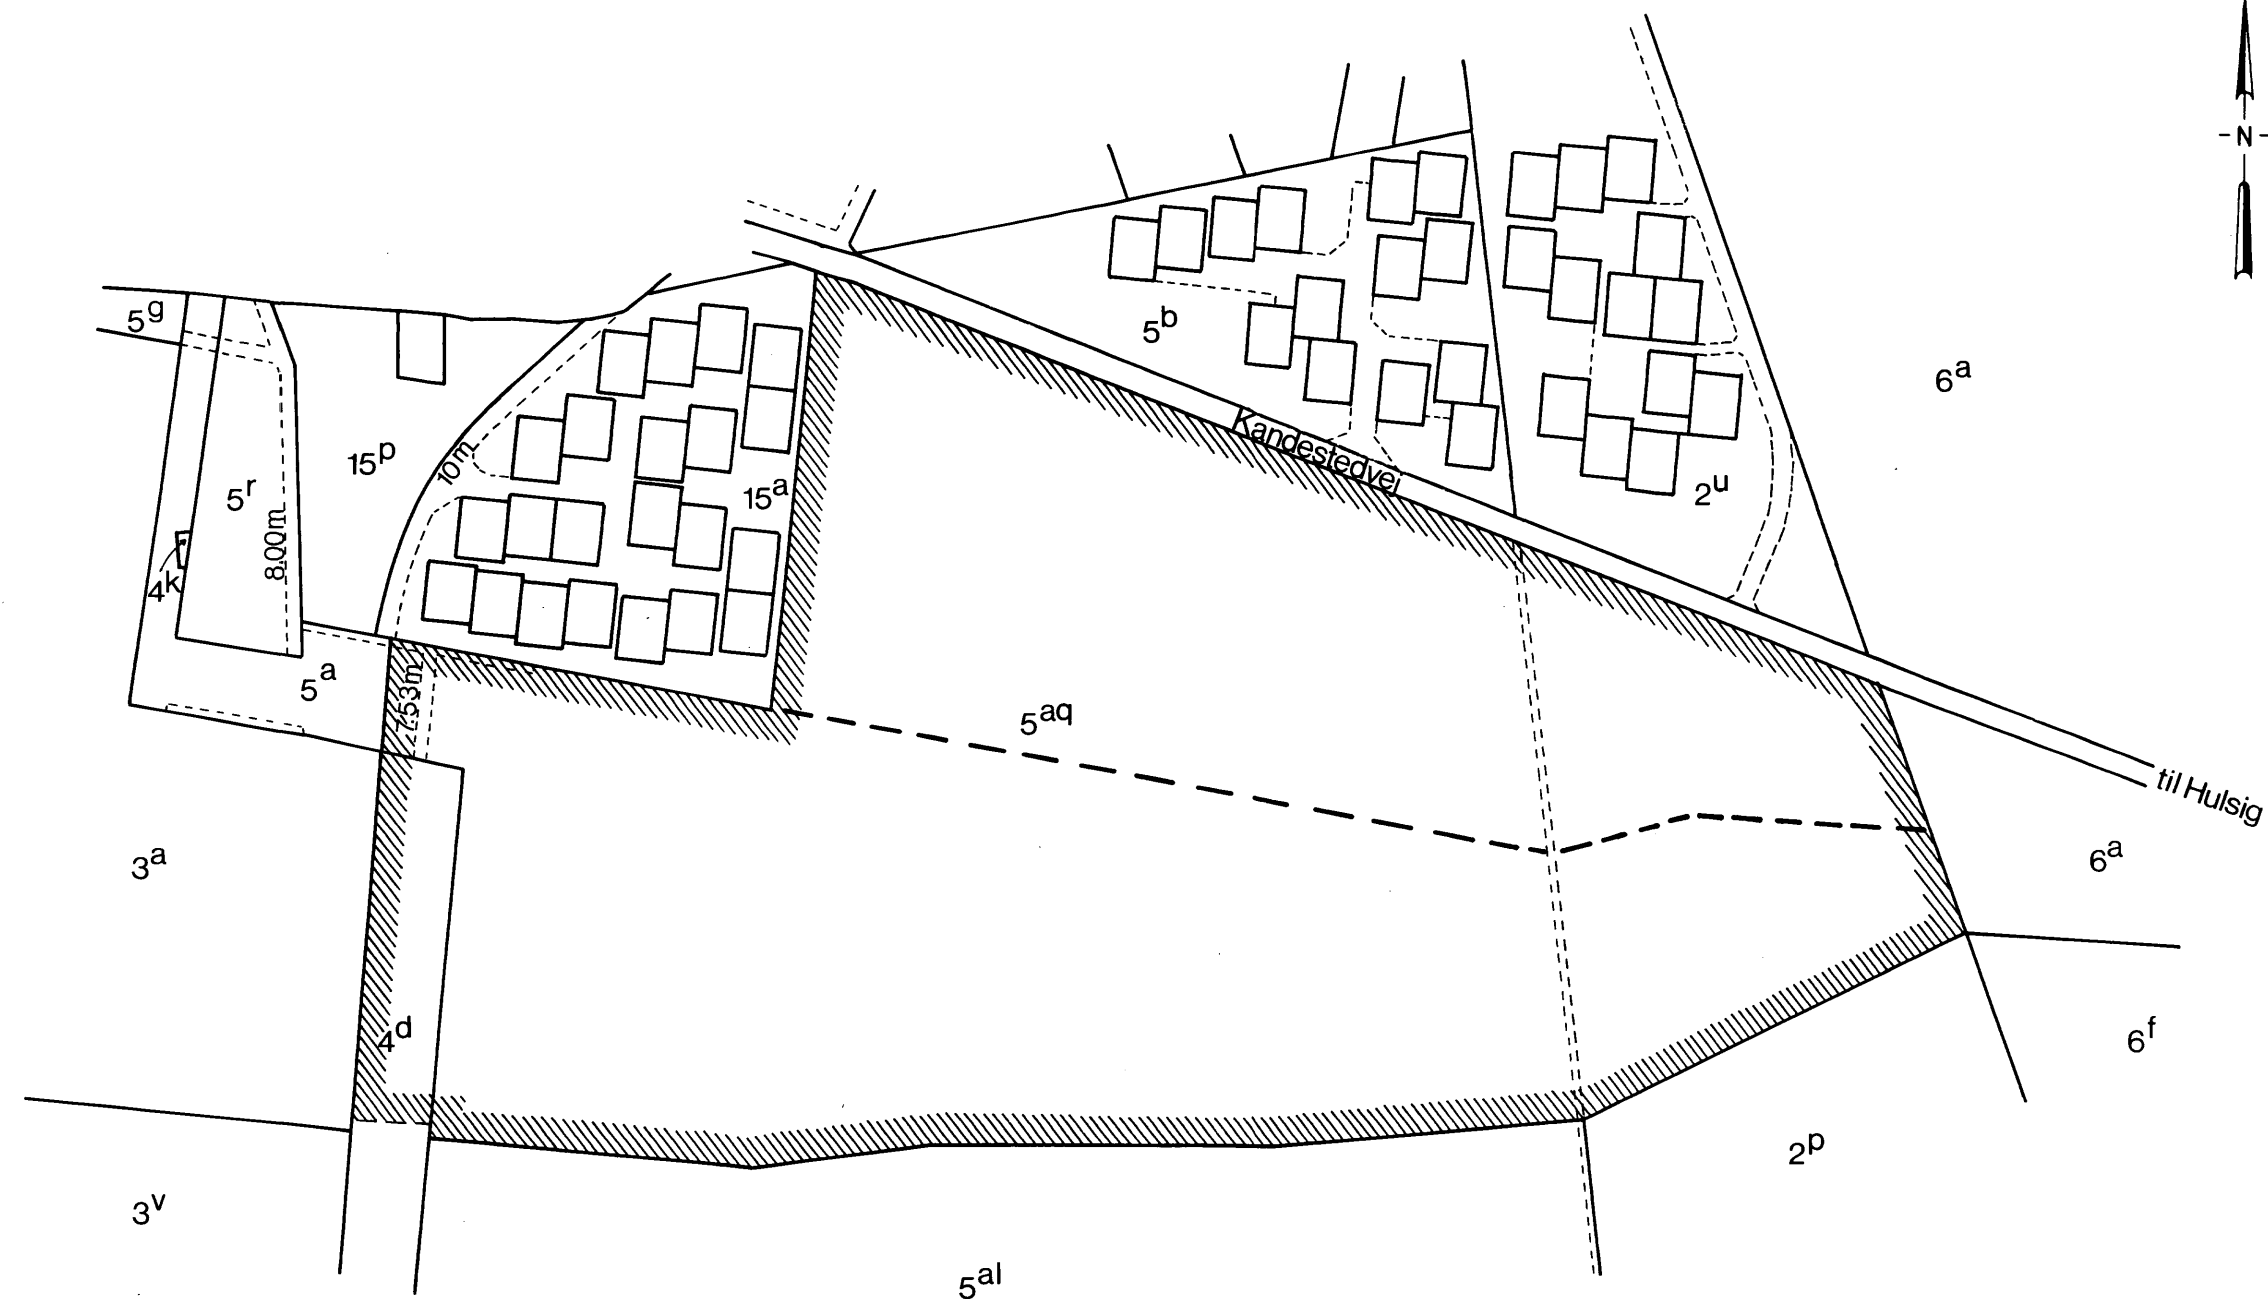 -N-
5g
5b
6a
15p
10m
Kandestedvej
15a
5r
2u
8.00m
4k
5a
7.53m
5aq
til Hulsig
3a
6a
4d
6f
2p
3v
5al